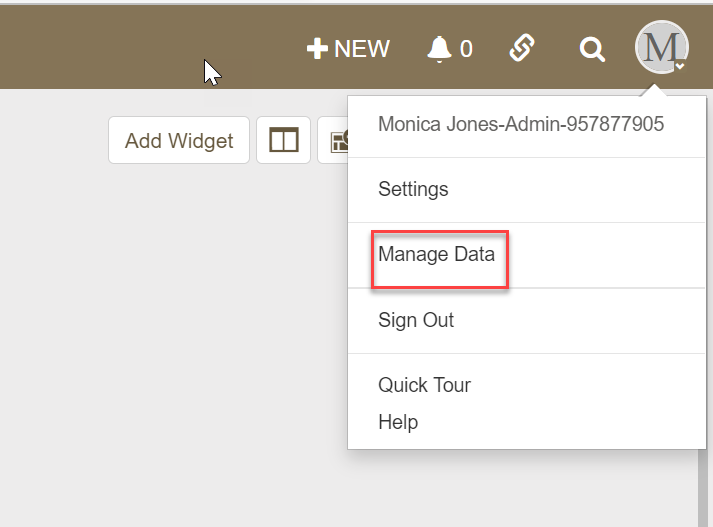 NEW 0 M
Add Widget
Monica Jones-Admin-957877905
Settings
Manage Data
Sign Out
Quick Tour
Help